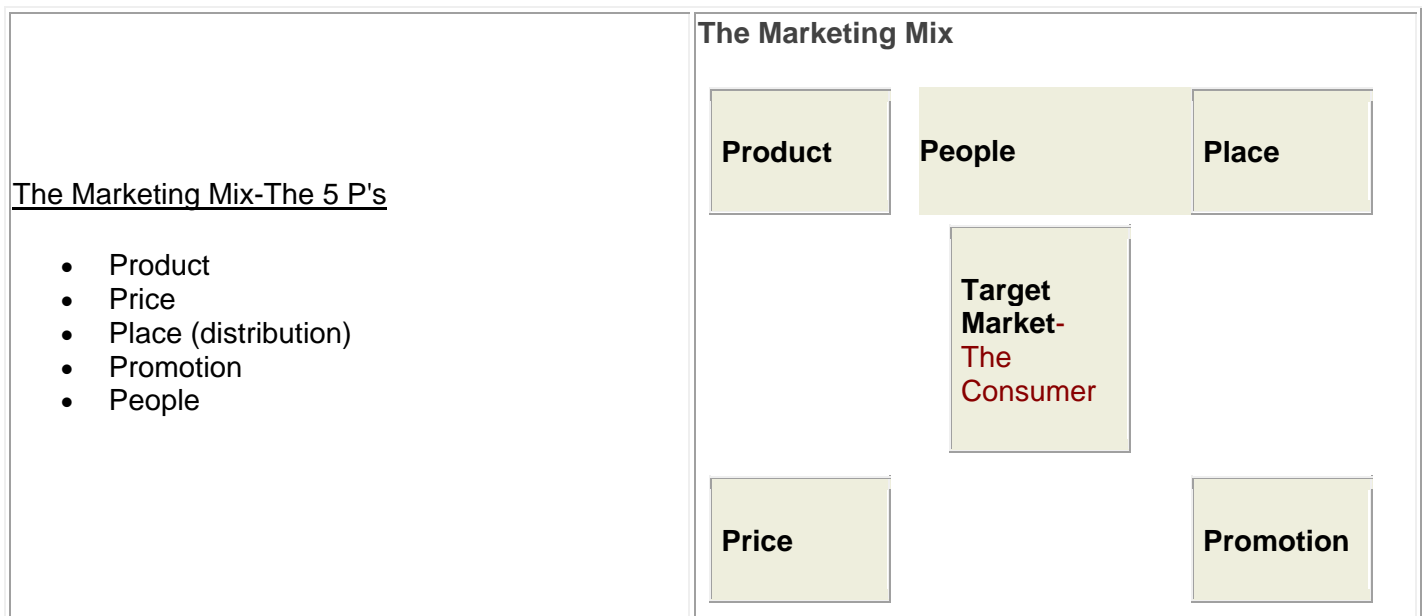 The Marketing Mix-The 5 P's
• Product
• Price
• Place (distribution)
• Promotion
• People
The Marketing Mix
Product
People
Place
Target
Market-
The
Consumer
Price
Promotion